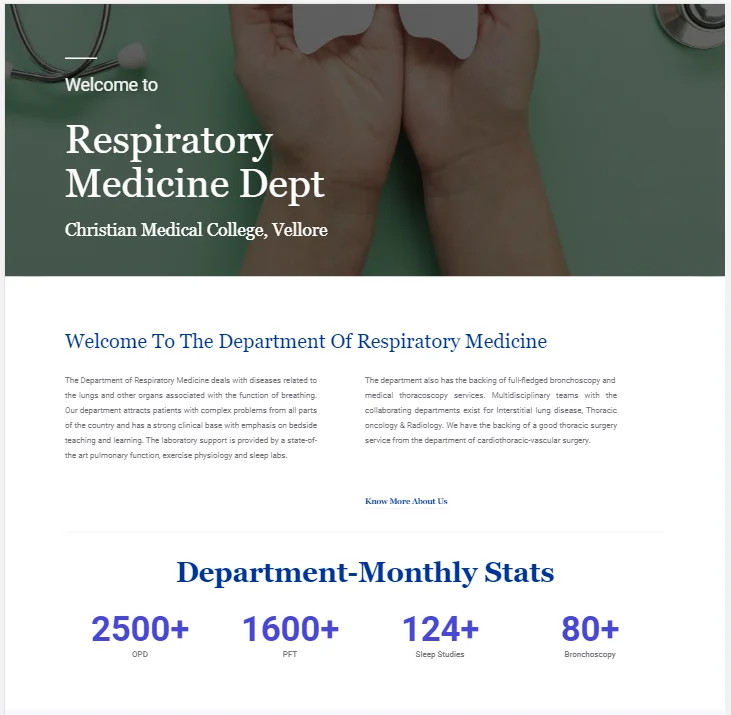 Welcome to
Respiratory
Medicine Dept
Christian Medical College, Vellore
Welcome To The Department Of Respiratory Medicine
The Department of Respiratory Medicine deals with diseases related to
the lungs and other organs associated with the function of breathing.
Our department attracts patients with complex problems from all parts
of the country and has a strong clinical base with emphasis on bedside
teaching and learning. The laboratory support is provided by a state-of-
the art pulmonary function, exercise physiology and sleep labs.
The department also has the backing of full-fledged bronchoscopy and
medical thoracoscopy services. Multidisciplinary teams with the
collaborating departments exist for Interstitial lung disease, Thoracic
oncology & Radiology. We have the backing of a good thoracic surgery
service from the department of cardiothoracic-vascular surgery.
Know More About Us
Department-Monthly Stats
2500+
OPD
1600+
PFT
124+
Sleep Studies
80+
Bronchoscopy